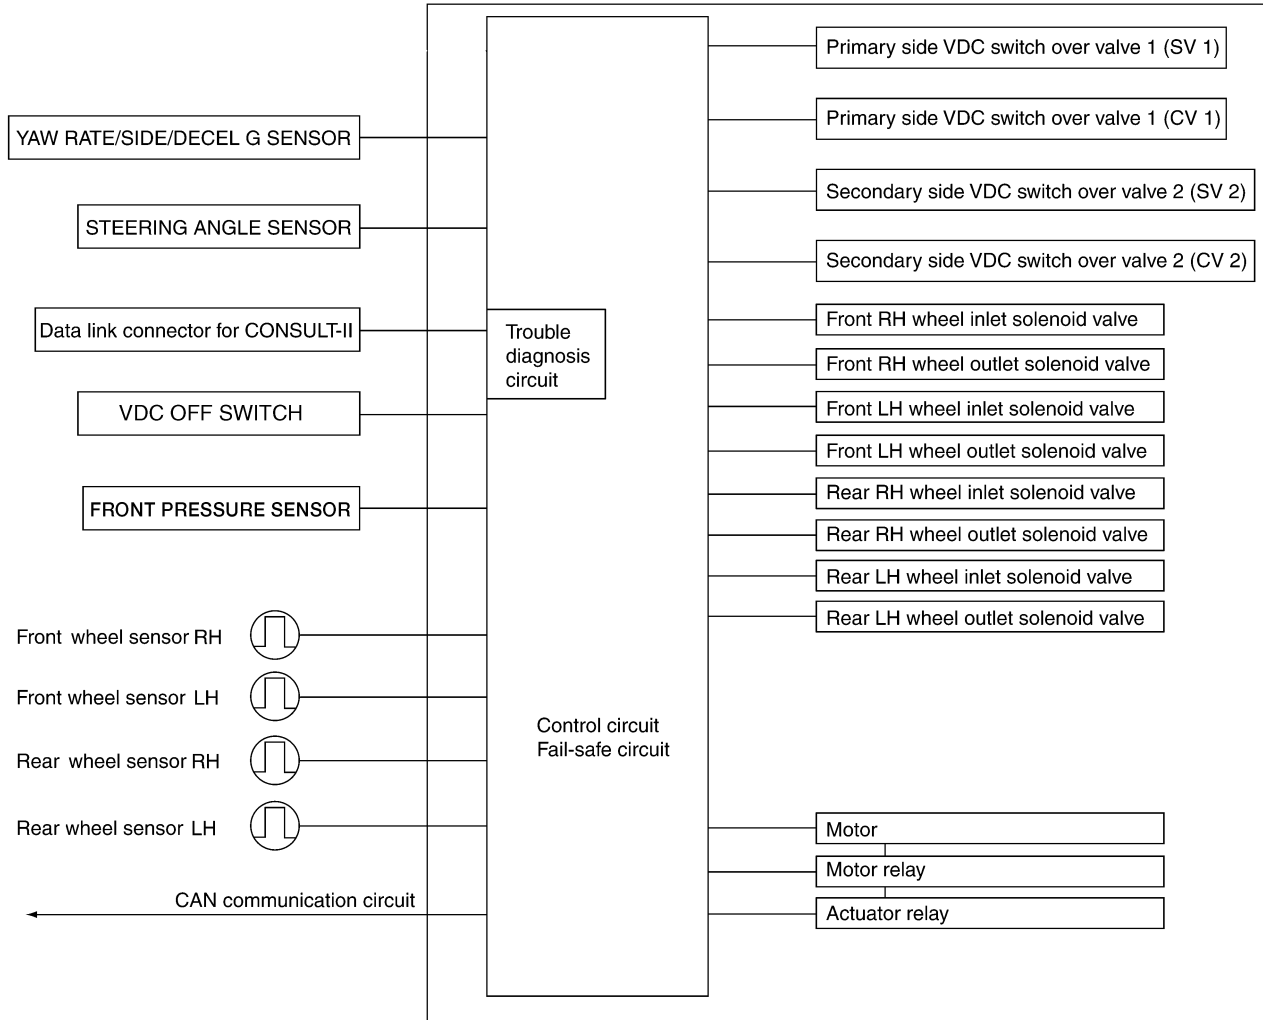 YAW RATE/SIDE/DECEL G SENSOR
STEERING ANGLE SENSOR
Data link connector for CONSULT-II
VDC OFF SWITCH
FRONT PRESSURE SENSOR
Front wheel sensor RH
Front wheel sensor LH
Rear wheel sensor RH
Rear wheel sensor LH
CAN communication circuit
Trouble
diagnosis
circuit
Control circuit
Fail-safe circuit
Primary side VDC switch over valve 1 (SV 1)
Primary side VDC switch over valve 1 (CV 1)
Secondary side VDC switch over valve 2 (SV 2)
Secondary side VDC switch over valve 2 (CV 2)
Front RH wheel inlet solenoid valve
Front RH wheel outlet solenoid valve
Front LH wheel inlet solenoid valve
Front LH wheel outlet solenoid valve
Rear RH wheel inlet solenoid valve
Rear RH wheel outlet solenoid valve
Rear LH wheel inlet solenoid valve
Rear LH wheel outlet solenoid valve
Motor
Motor relay
Actuator relay